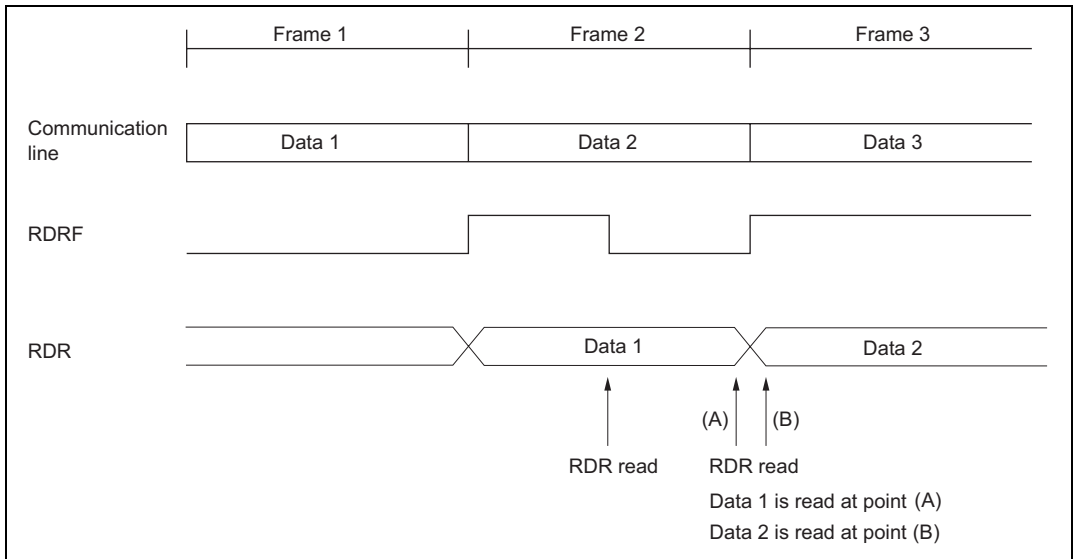 Frame 1 Frame 2 Frame 3
Communication
line
Data 1 Data 2 Data 3
RDRF
RDR
Data 1 Data 2
(A) (B)
RDR read RDR read
Data 1 is read at point (A)
Data 2 is read at point (B)